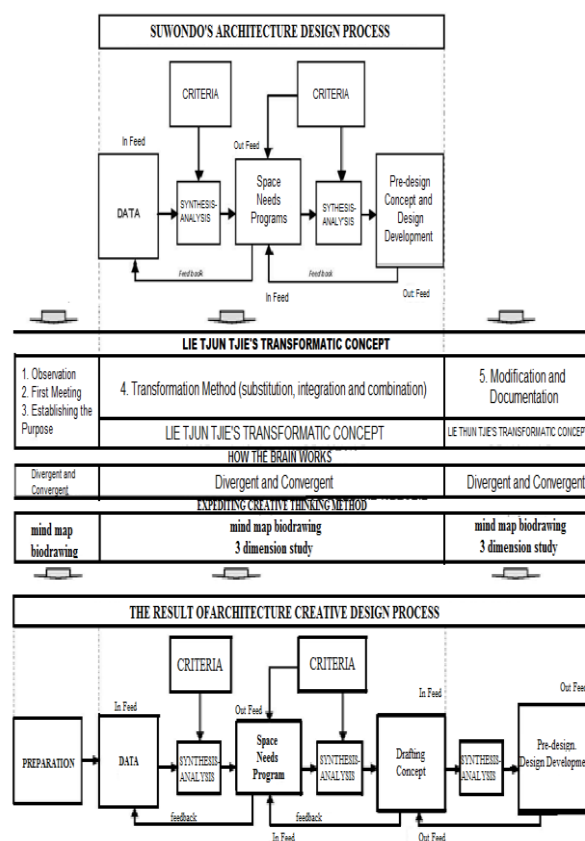 SUWONDO'S ARCHITECTURE DESIGN PROCESS
CRITERIA
CRITERIA
In Feed
Out Feed
DATA
SYNTHESIS-
ANALYSIS
Space
Needs
Programs
SYTHESIS-
ANALY'SIS
Pre-design
Concept and
Design
Development
Feedback
Feedback
In Feed
Out Feed
LIE TJUN TJIE'S TRANSFORMATIC CONCEPT
1. Observation
2. First Meeting
3. Establishing the
Purpose
4. Transformation Method (substitution, integration and combination)
5. Modification and
Documentation
LIE TJUN TJIE'S TRANSFORMATIC CONCEPT
LIE THUN TJIE'S TRANSFORMATIC CONCEPT
HOW THE BRAIN WORKS
Divergent and
Convergent
Divergent and Convergent
Divergent and Convergent
EXPEDITING CREATIVE THINKING METHOD
mind map
biodrawing
mind map biodrawing
3 dimension study
mind map biodrawing
3 dimension study
THE RESULT OFARCHITECTURE CREATIVE DESIGN PROCESS
CRITERIA
CRITERIA
In Feed
Out Feed
In Feed
Out Feed
PREPARATION
DATA
SYNTHESIS-
ANALYSIS
Space
Needs
Program
SYNTHESIS-
ANALYSIS
Drafting
Concept
SYNTHESIS-
ANALYSIS
Pre-design.
Design Development
feedback
feedback
In Feed
Out Feed